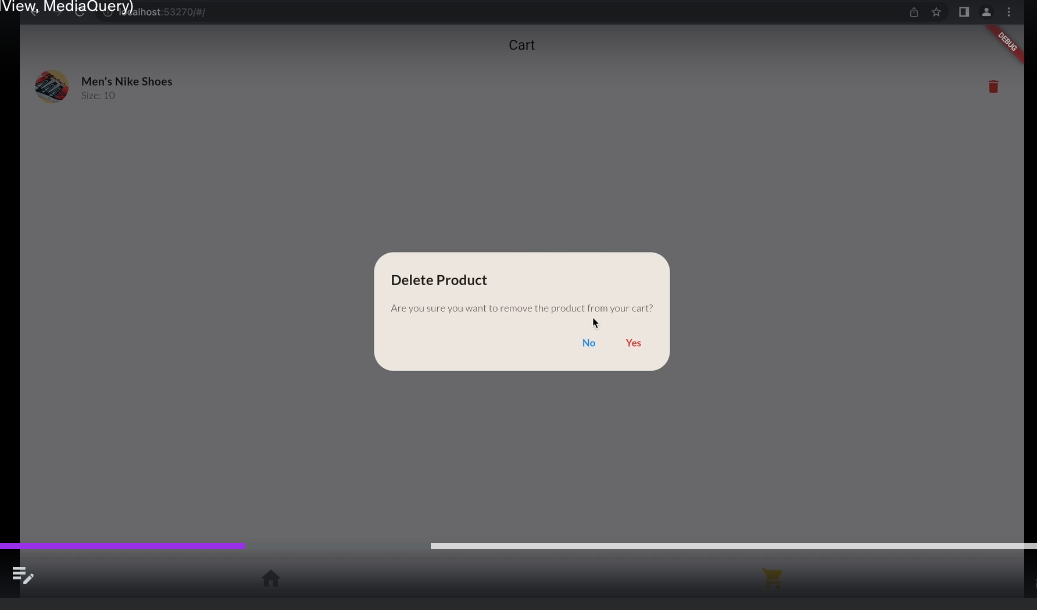 lView, MediaQuery)
localhost:53270/#/
Cart
DEBUG
Men's Nike Shoes
Size: 10
Delete Product
Are you sure you want to remove the product from your cart?
No Yes